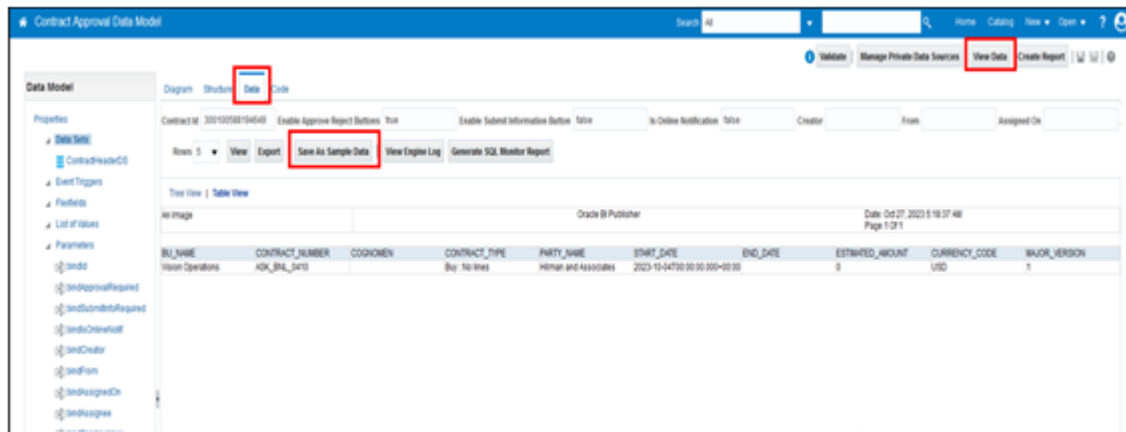 Contract Approval Data Model Search All Home Catalog New Open ?
Validate Manage Private Data Sources View Data Create Report
Data Model Diagram Structure Data Code
Properties
Data Sets
ContractHeaderDS
Event Triggers
Flexfields
List of Values
Parameters
:bindId
:bindApprovalRequired
:bindSubmitInfoRequired
:bindIsOnlineNotif
:bindCreator
:bindFrom
:bindAssignedOn
:bindAssignee
Contract Id 300100588194649 Enable Approve Reject Buttons true Enable Submit Information Button false Is Online Notification false Creator From Assigned On
Rows 5 View Export Save As Sample Data View Engine Log Generate SQL Monitor Report
Tree View | Table View
An image Oracle BI Publisher Date: Oct 27, 2023 5:18:37 AM
Page 1 Of 1
BU_NAME CONTRACT_NUMBER COGNOMEN CONTRACT_TYPE PARTY_NAME START_DATE END_DATE ESTIMATED_AMOUNT CURRENCY_CODE MAJOR_VERSION
Vision Operations ASK_BNL_0410 Buy : No lines Hilman and Associates 2023-10-04T00:00:00.000+00:00 0 USD 1